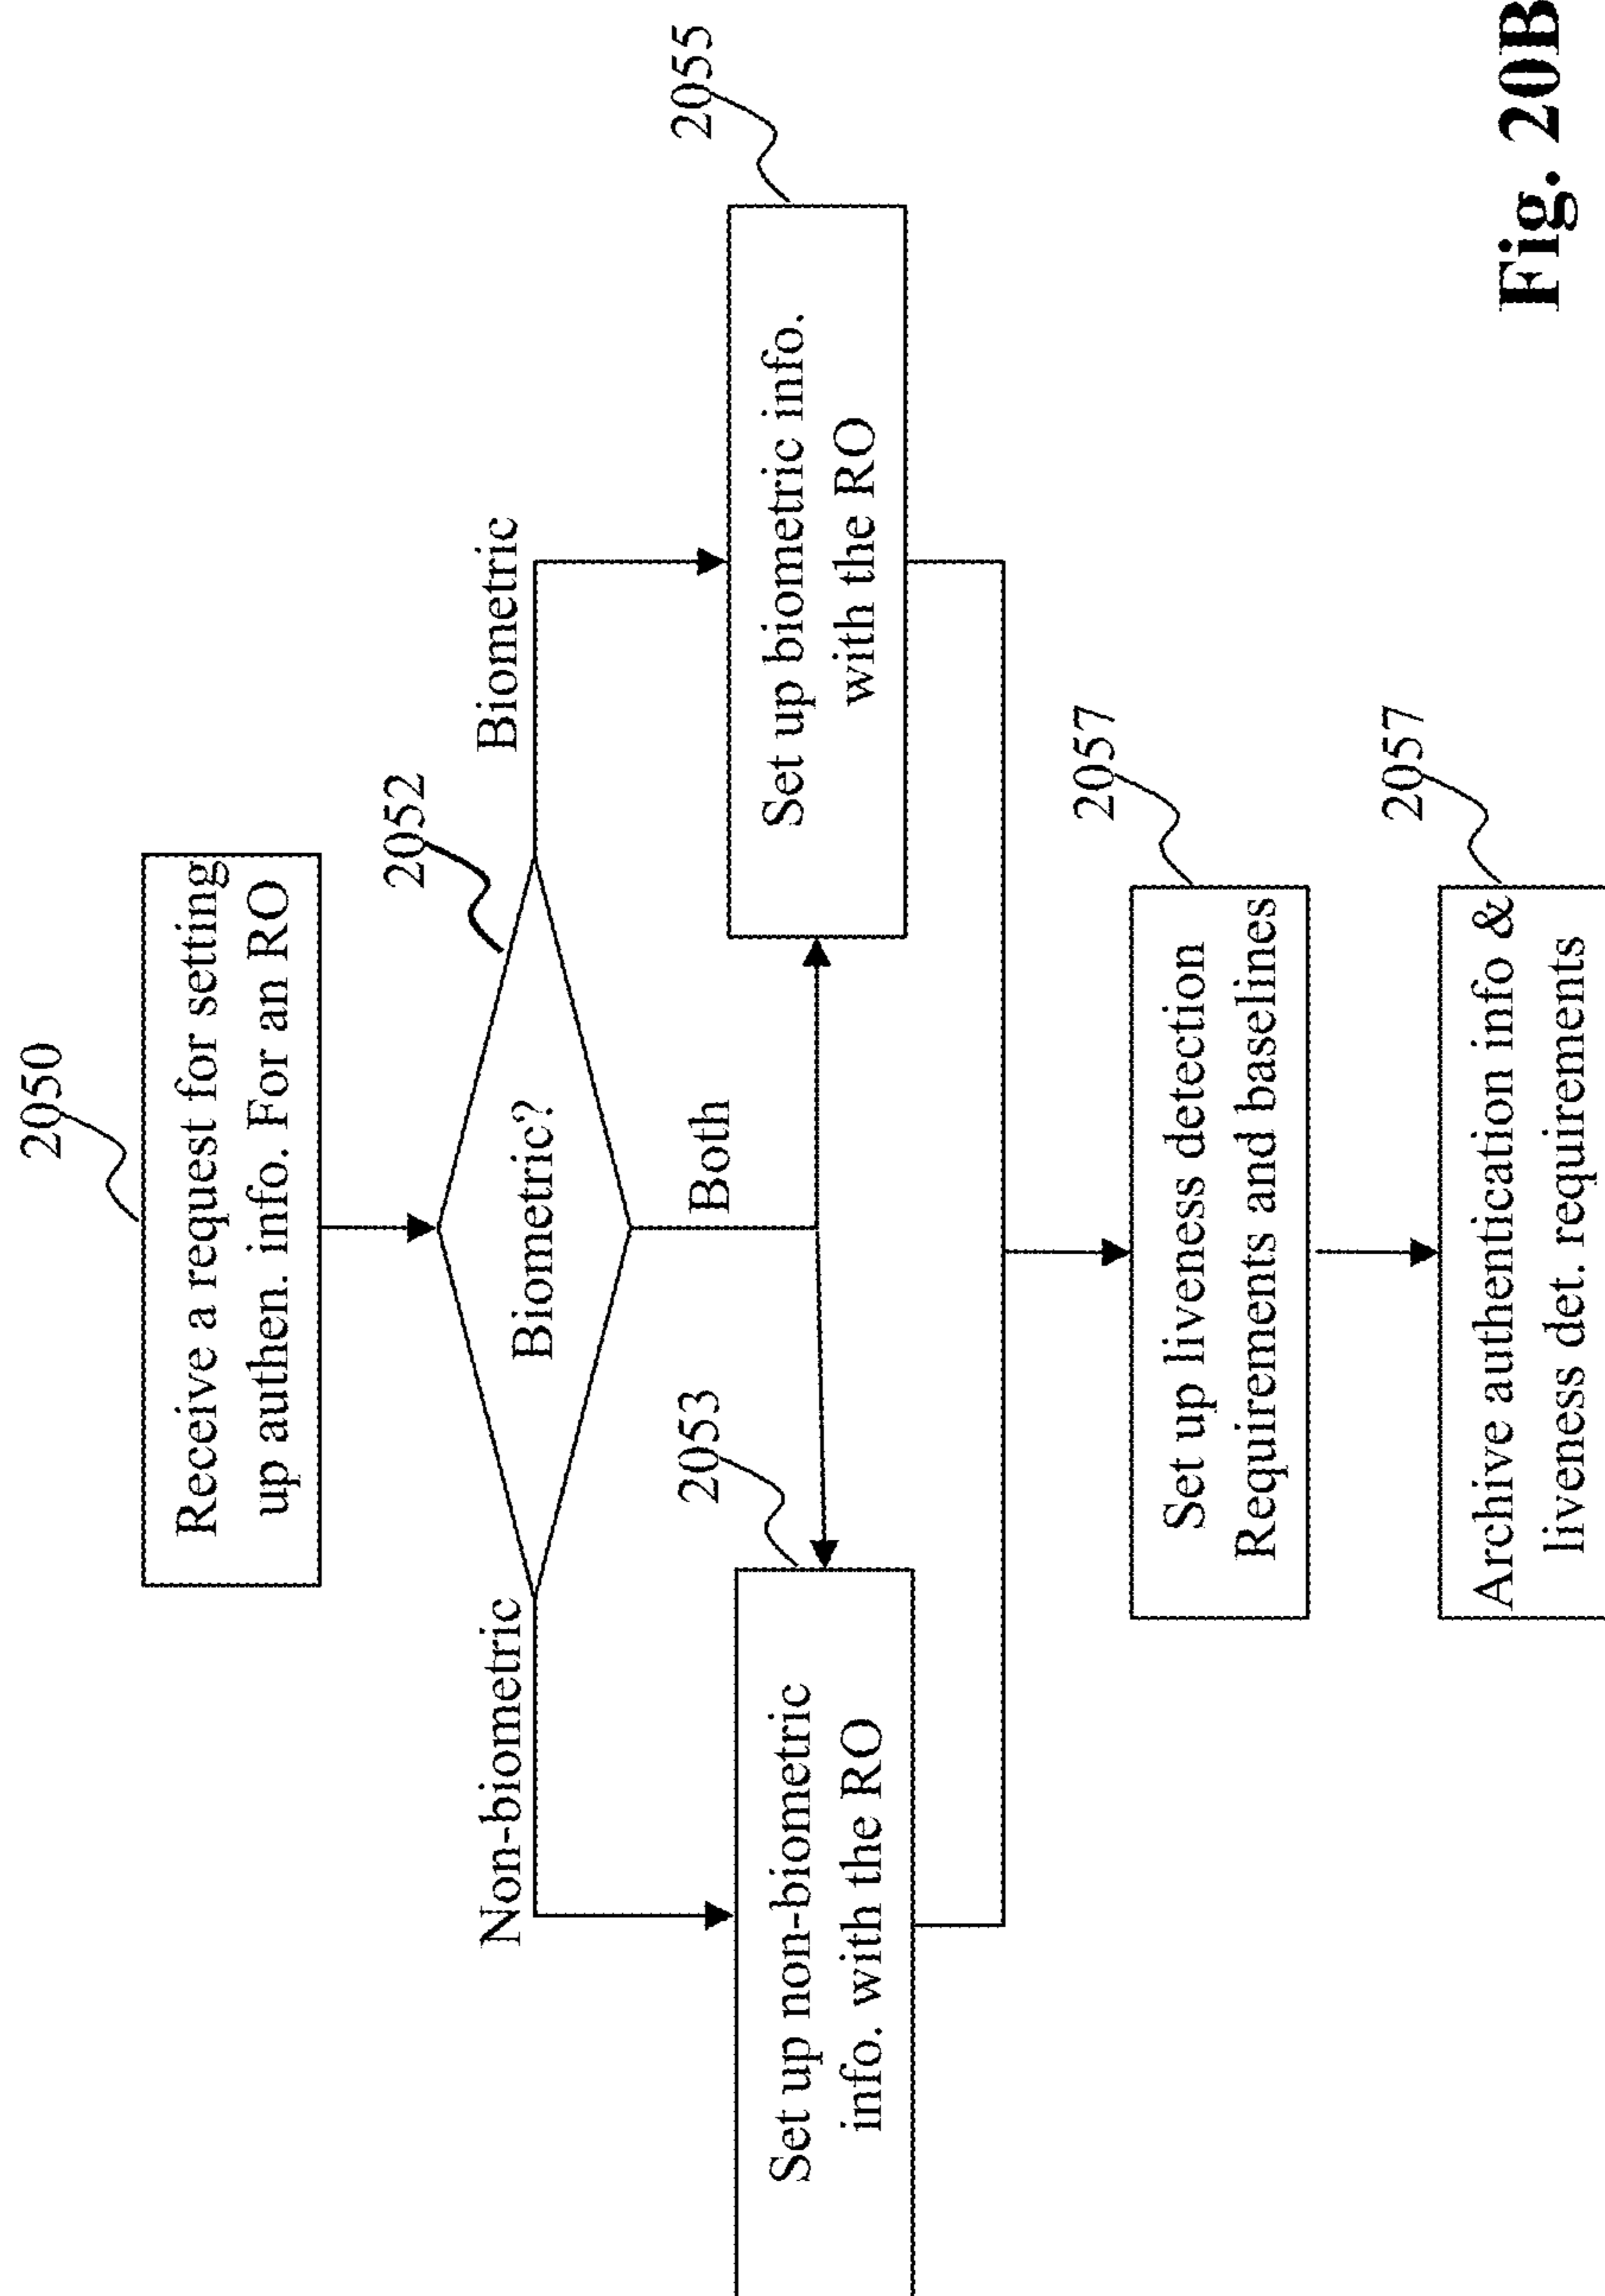 2050
Receive a request for setting
up authen. info. For an RO
2052
Biometric?
Non-biometric
Biometric
Both
2053
Set up non-biometric
info. with the RO
2055
Set up biometric info.
with the RO
2057
Set up liveness detection
Requirements and baselines
2057
Archive authentication info &
liveness det. requirements
Fig. 20B